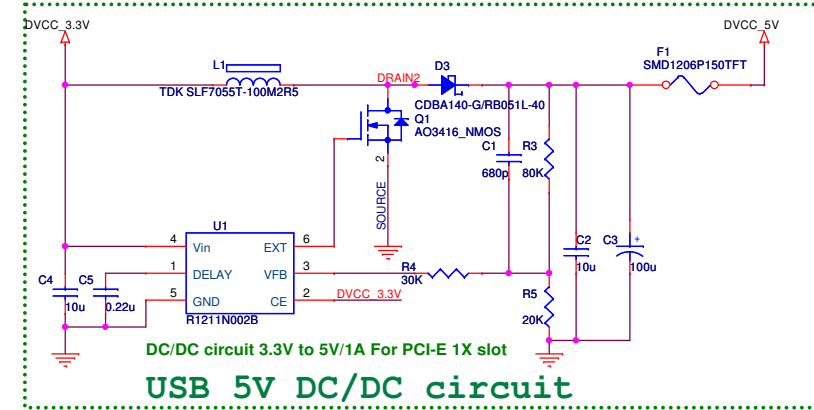 DVCC_3.3V
DVCC_5V
L1
TDK SLF7055T-100M2R5
DRAIN2
D3
CDBA140-G/RB051L-40
Q1
AO3416_NMOS
F1
SMD1206P150TFT
C1
680p
R3
80K
2
SOURCE
U1
4 Vin EXT 6
1 DELAY VFB 3
5 GND CE 2
R1211N002B
DVCC_3.3V
R4
30K
C2
10u
C3
+
100u
C4
10u
C5
0.22u
R5
20K
DC/DC circuit 3.3V to 5V/1A For PCI-E 1X slot
USB 5V DC/DC circuit